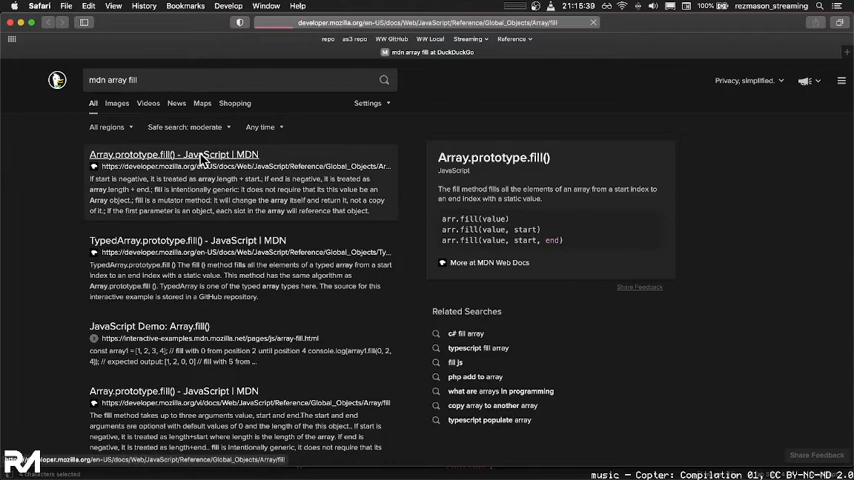 Safari File Edit View History Bookmarks Develop Window Help 100% 21:15:39 rezmason_streaming
developer.mozilla.org/en-US/docs/Web/JavaScript/Reference/Global_Objects/Array/fill
repo as3 repo WW GitHub WW Local Streaming Reference
mdn array fill at DuckDuckGo
mdn array fill
Privacy, simplified.
All Images Videos News Maps Shopping Settings
All regions Safe search: moderate Any time
Array.prototype.fill() - JavaScript | MDN
https://developer.mozilla.org/en-US/docs/Web/JavaScript/Reference/Global_Objects/Ar...
If start is negative, it is treated as array.length + start.; If end is negative, it is treated as
array.length + end.; fill is intentionally generic: it does not require that its this value be an
Array object.; fill is a mutator method: it will change the array itself and return it, not a copy
of it.; If the first parameter is an object, each slot in the array will reference that object.
TypedArray.prototype.fill() - JavaScript | MDN
https://developer.mozilla.org/en-US/docs/Web/JavaScript/Reference/Global_Objects/Ty...
TypedArray.prototype.fill() The fill () method fills all the elements of a typed array from a start
index to an end index with a static value. This method has the same algorithm as
Array.prototype.fill (). TypedArray is one of the typed array types here. The source for this
interactive example is stored in a GitHub repository.
JavaScript Demo: Array.fill()
https://interactive-examples.mdn.mozilla.net/pages/js/array-fill.html
const array1 = [1, 2, 3, 4]; // fill with 0 from position 2 until position 4 console.log(array1.fill(0, 2,
4)); // expected output: [1, 2, 0, 0] // fill with 5 from ...
Array.prototype.fill() - JavaScript | MDN
https://developer.mozilla.org/vi/docs/Web/JavaScript/Reference/Global_Objects/Array/fill
The fill method takes up to three arguments value, start and end.The start and end
arguments are optional with default values of 0 and the length of the this object.. If start is
negative, it is treated as length+start where length is the length of the array. If end is
negative, it is treated as length+end.. fill is intentionally generic, it does not require that its
Array.prototype.fill()
JavaScript
The fill method fills all the elements of an array from a start index to
an end index with a static value.
arr.fill(value)
arr.fill(value, start)
arr.fill(value, start, end)
More at MDN Web Docs
Share Feedback
Related Searches
c# fill array
typescript fill array
fill js
php add to array
what are arrays in programming
copy array to another array
typescript populate array
Share Feedback
developer.mozilla.org/en-US/docs/Web/JavaScript/Reference/Global_Objects/Array/fill
characters selected
music - Copter: Compilation 01, CC BY-NC-ND 2.0